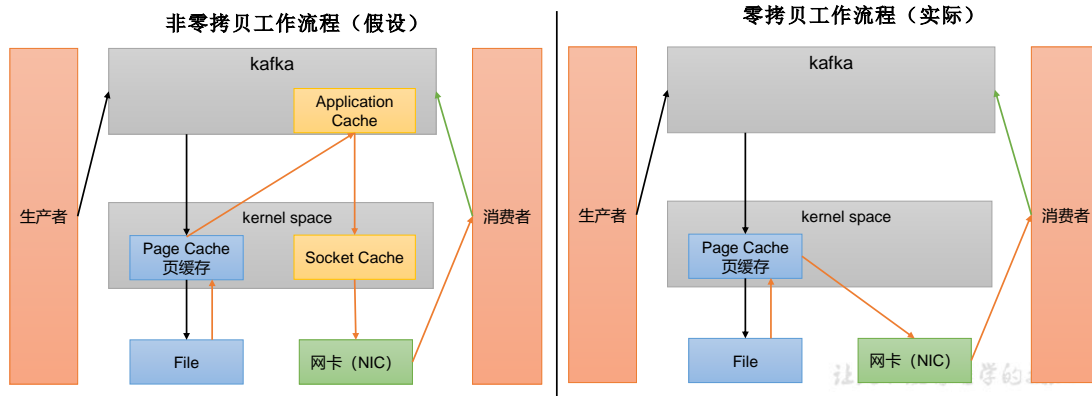 非零拷贝工作流程（假设）
kafka
Application
Cache
生产者
kernel space
Page Cache
页缓存
Socket Cache
消费者
File
网卡（NIC）
零拷贝工作流程（实际）
kafka
生产者
kernel space
Page Cache
页缓存
消费者
File
网卡（NIC）